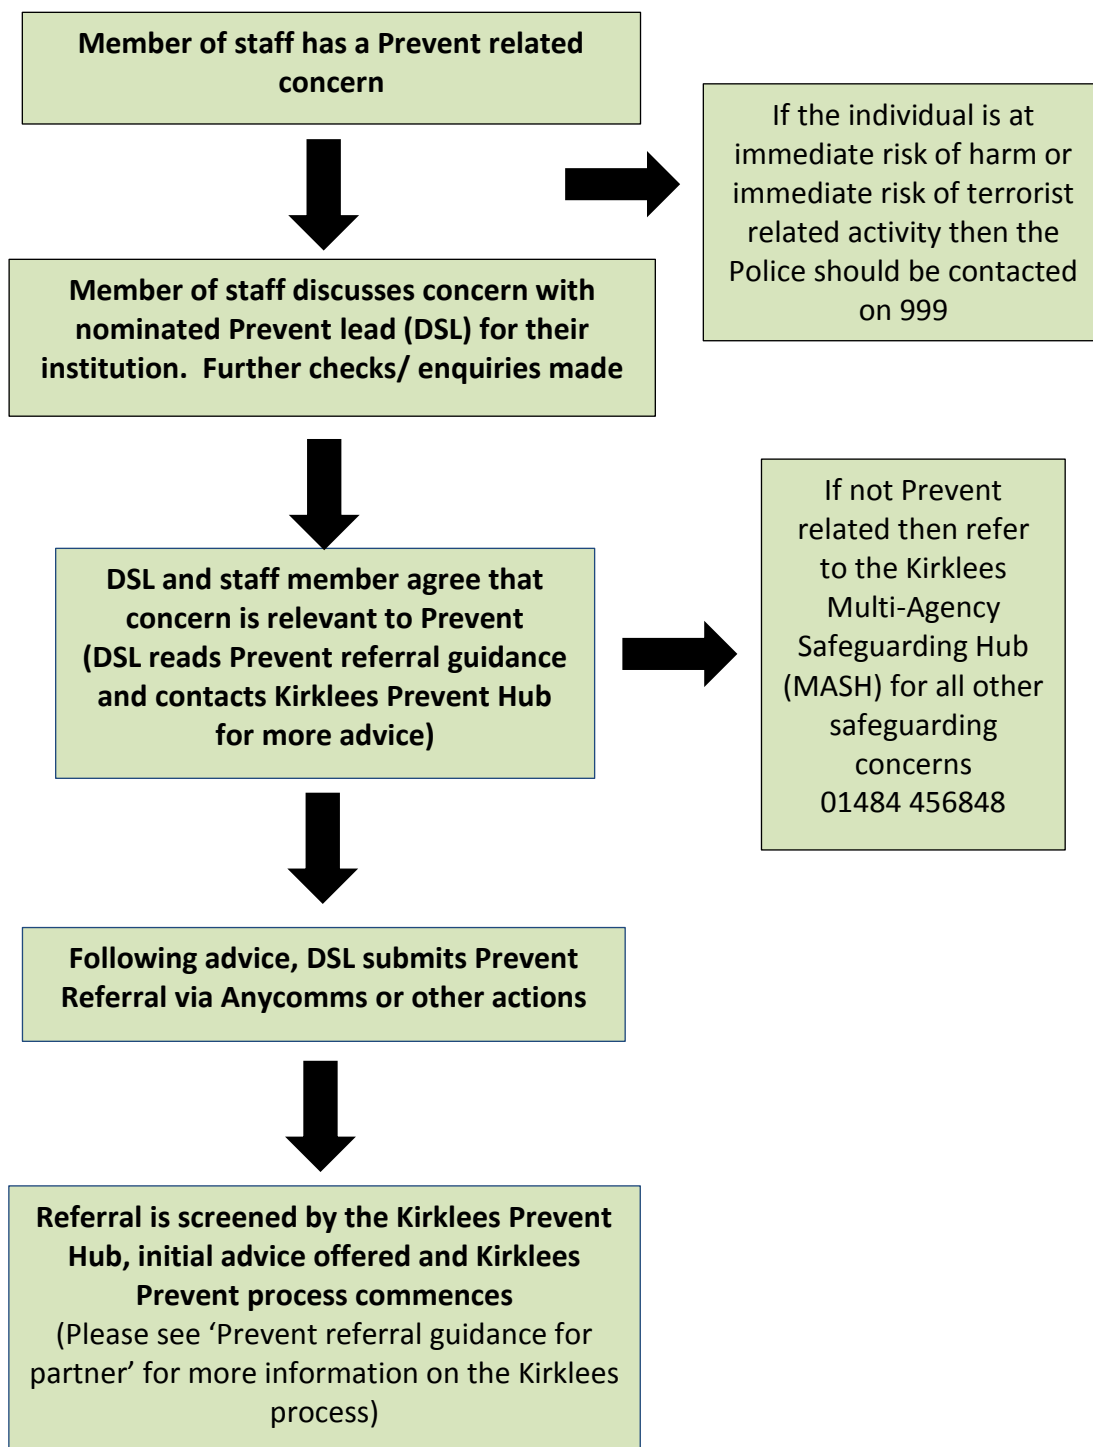 Member of staff has a Prevent related
concern
If the individual is at
immediate risk of harm or
immediate risk of terrorist
related activity then the
Police should be contacted
on 999
Member of staff discusses concern with
nominated Prevent lead (DSL) for their
institution.  Further checks/ enquiries made
DSL and staff member agree that
concern is relevant to Prevent
(DSL reads Prevent referral guidance
and contacts Kirklees Prevent Hub
for more advice)
If not Prevent
related then refer
to the Kirklees
Multi-Agency
Safeguarding Hub
(MASH) for all other
safeguarding
concerns
01484 456848
Following advice, DSL submits Prevent
Referral via Anycomms or other actions
Referral is screened by the Kirklees Prevent
Hub, initial advice offered and Kirklees
Prevent process commences
(Please see ‘Prevent referral guidance for
partner’ for more information on the Kirklees
process)